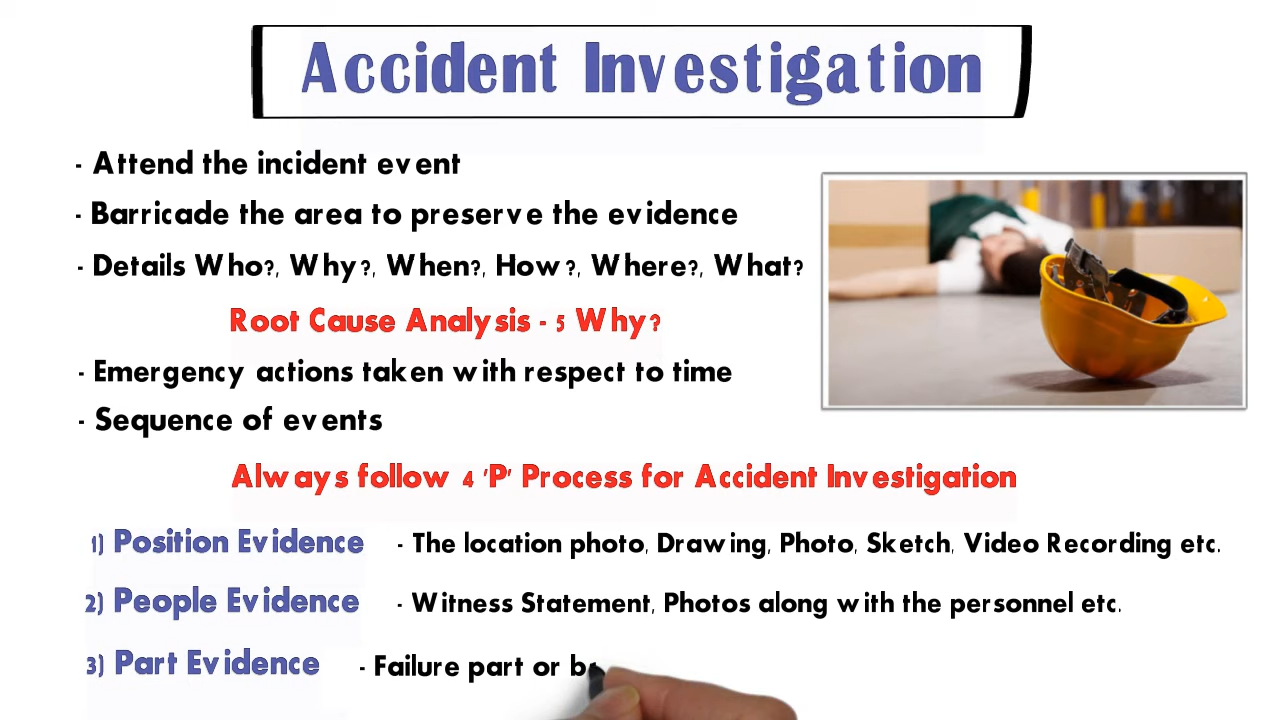 Accident Investigation
- Attend the incident event
- Barricade the area to preserve the evidence
- Details Who?, Why?, When?, How?, Where?, What?
Root Cause Analysis - 5 Why?
- Emergency actions taken with respect to time
- Sequence of events
Always follow 4 'P' Process for Accident Investigation
1) Position Evidence - The location photo, Drawing, Photo, Sketch, Video Recording etc.
2) People Evidence - Witness Statement, Photos along with the personnel etc.
3) Part Evidence - Failure part or